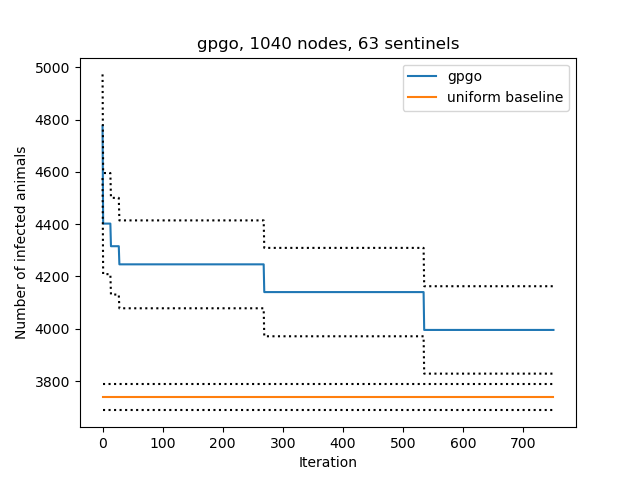 gpgo, 1040 nodes, 63 sentinels
gpgo
uniform baseline
Number of infected animals
5000
4800
4600
4400
4200
4000
3800
0 100 200 300 400 500 600 700
Iteration